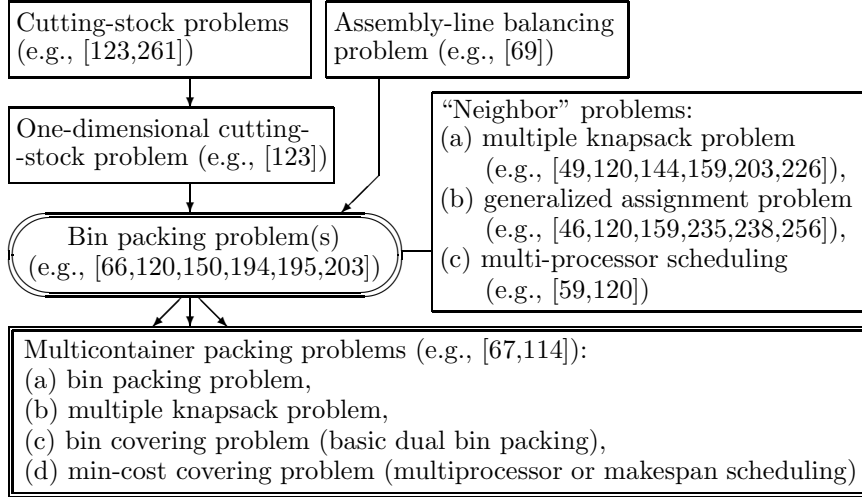 Cutting-stock problems
(e.g., [123,261])
Assembly-line balancing
problem (e.g., [69])
One-dimensional cutting-
-stock problem (e.g., [123])
“Neighbor” problems:
(a) multiple knapsack problem
(e.g., [49,120,144,159,203,226]),
(b) generalized assignment problem
(e.g., [46,120,159,235,238,256]),
(c) multi-processor scheduling
(e.g., [59,120])
Bin packing problem(s)
(e.g., [66,120,150,194,195,203])
Multicontainer packing problems (e.g., [67,114]):
(a) bin packing problem,
(b) multiple knapsack problem,
(c) bin covering problem (basic dual bin packing),
(d) min-cost covering problem (multiprocessor or makespan scheduling)